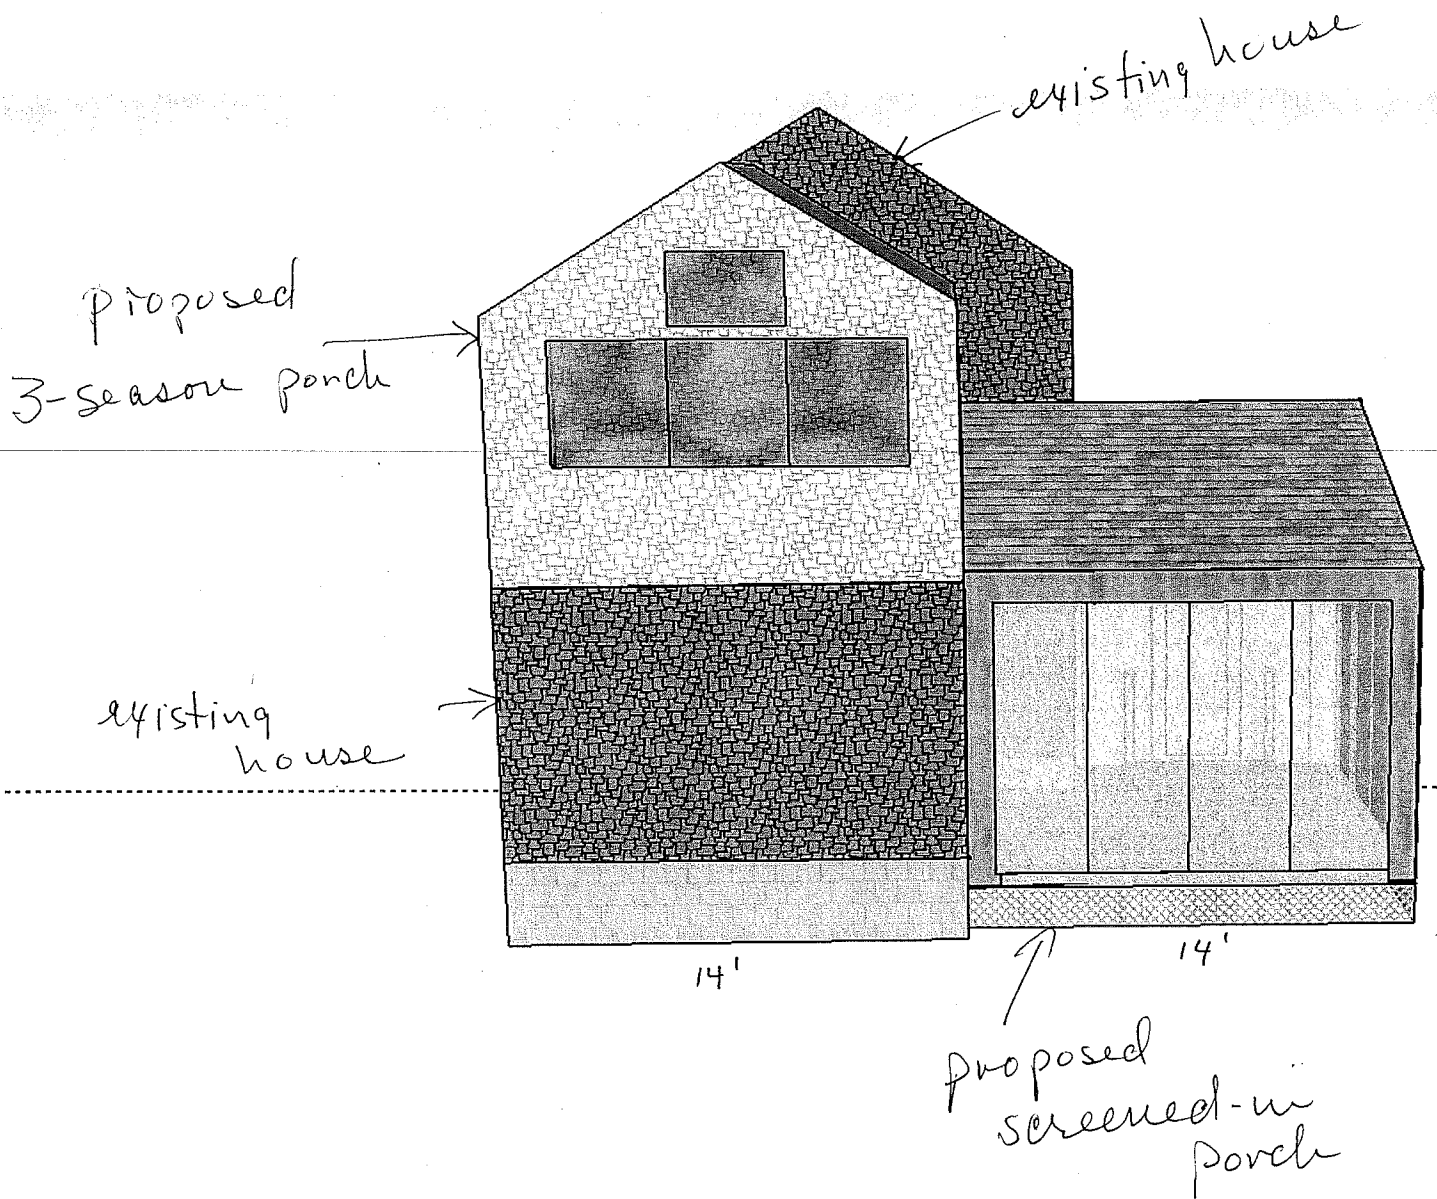 existing house
proposed
3-season porch
existing
house
14'
14'
proposed
screened-in
porch